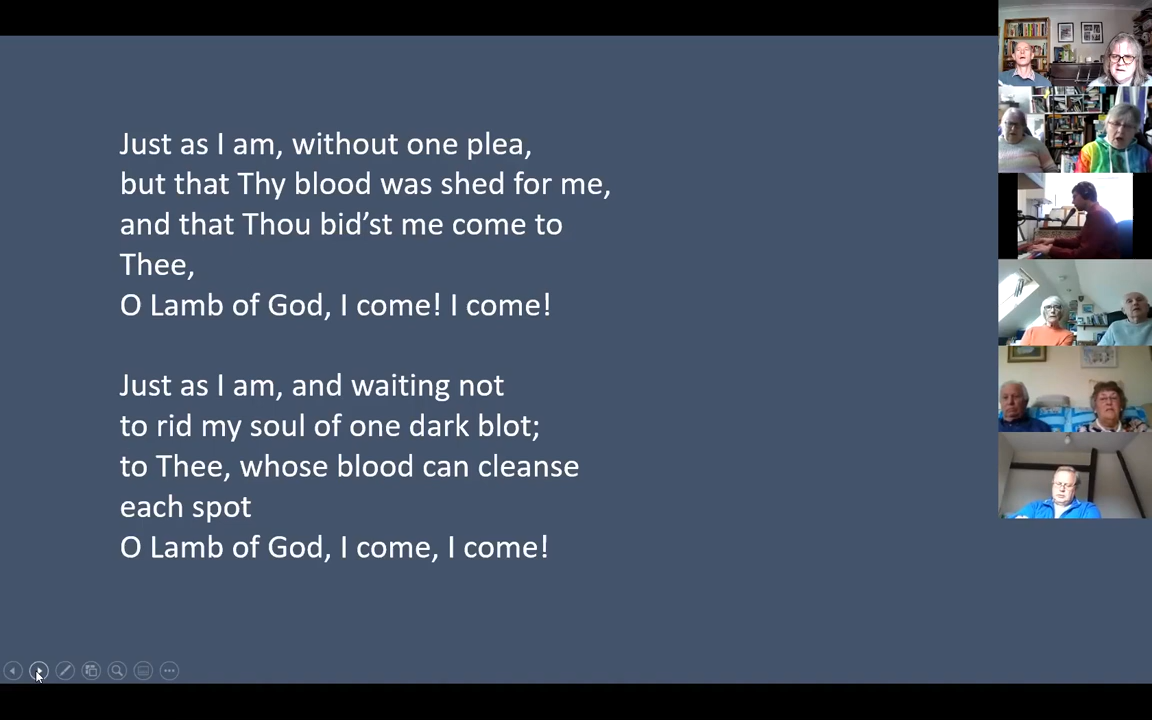 Just as I am, without one plea,
but that Thy blood was shed for me,
and that Thou bid’st me come to
Thee,
O Lamb of God, I come! I come!
Just as I am, and waiting not
to rid my soul of one dark blot;
to Thee, whose blood can cleanse
each spot
O Lamb of God, I come, I come!